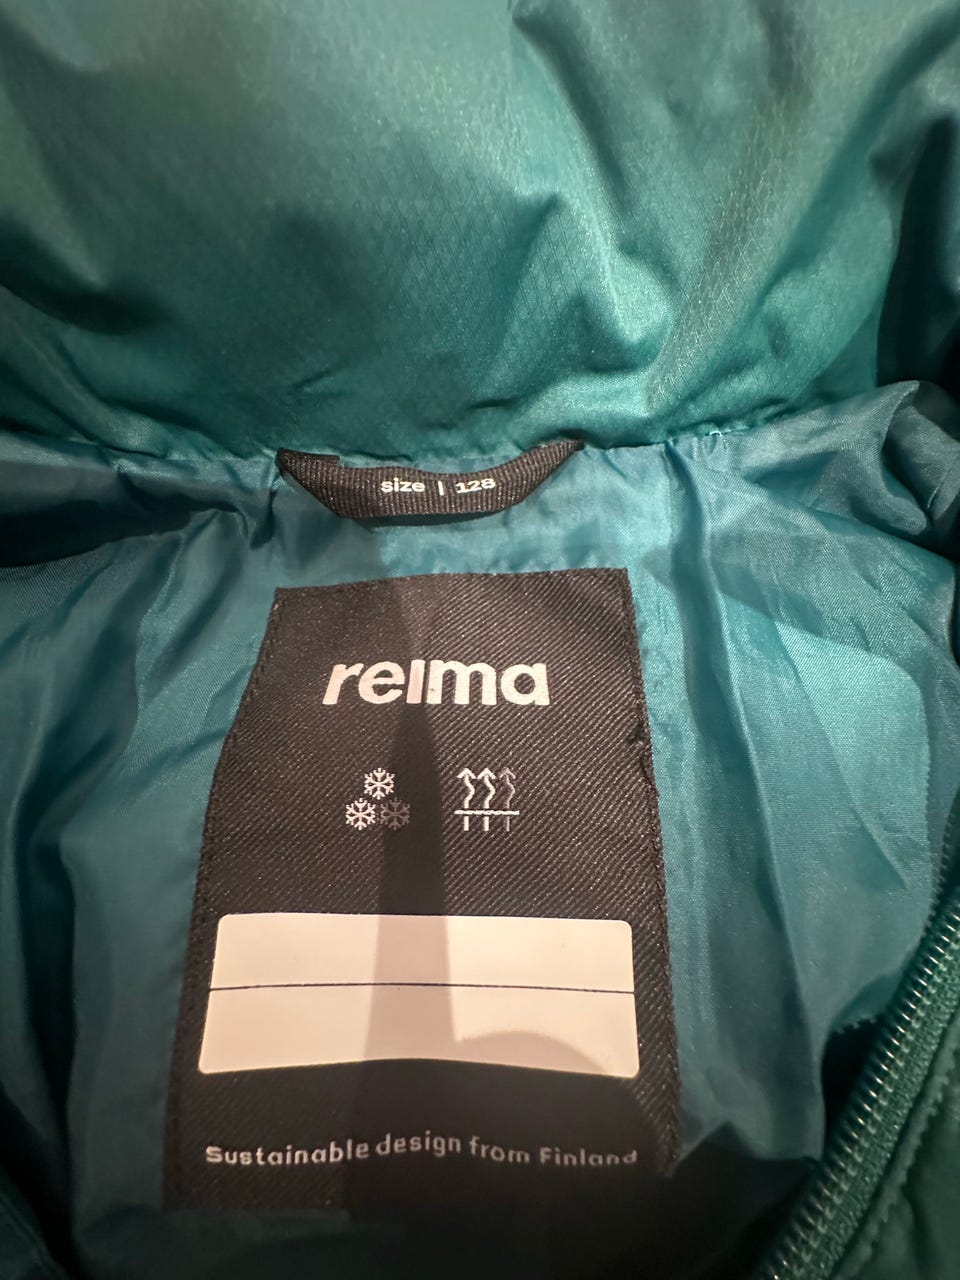 size | 128
reima
Sustainable design from Finland